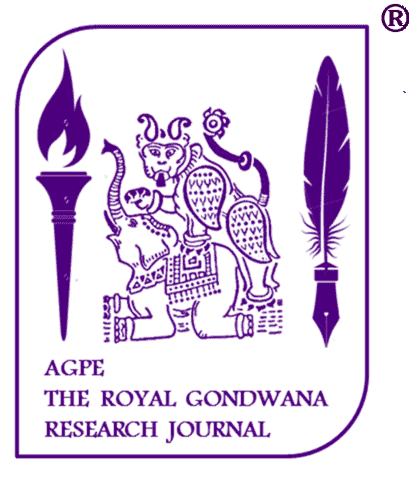 ®
AGPE
THE ROYAL GONDWANA
RESEARCH JOURNAL